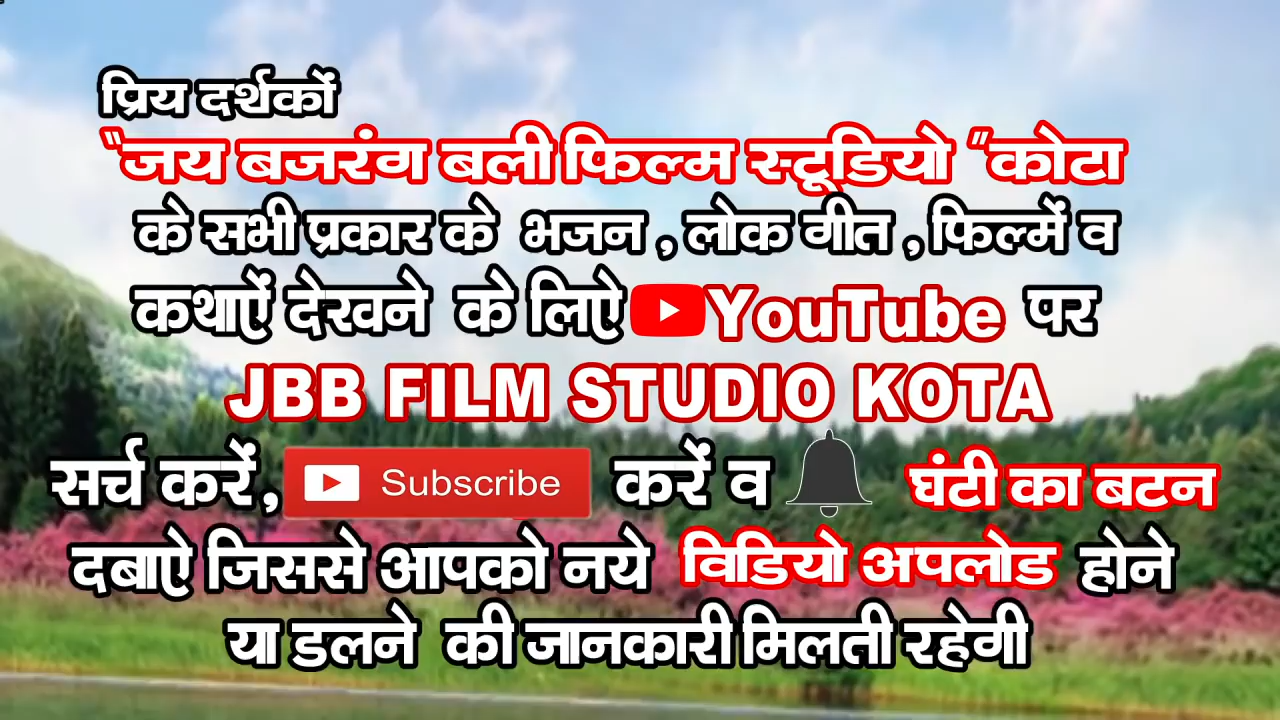 प्रिय दर्शकों
"जय बजरंग बली फिल्म स्टूडियो "कोटा
के सभी प्रकार के भजन , लोक गीत , फिल्में व
कथाऐं देखने के लिऐ YouTube पर
JBB FILM STUDIO KOTA
सर्च करें, Subscribe करें व घंटी का बटन
दबाऐ जिससे आपको नये विडियो अपलोड होने
या डलने की जानकारी मिलती रहेगी